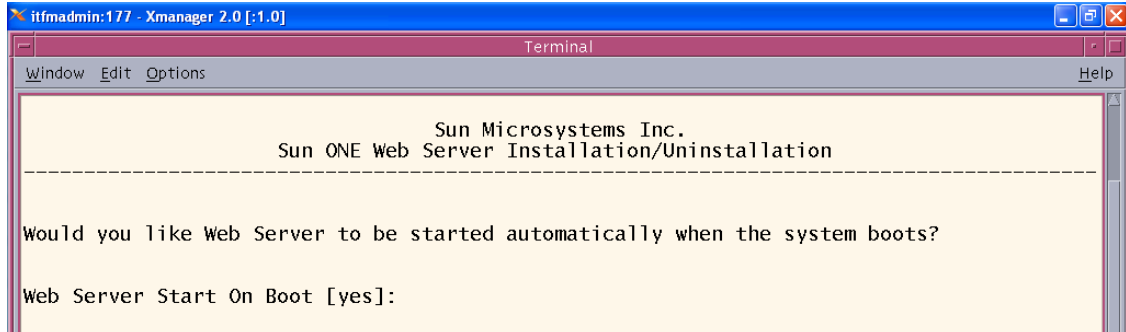 itfmadmin:177 - Xmanager 2.0 [:1.0]
Terminal
Window Edit Options Help
Sun Microsystems Inc.
Sun ONE Web Server Installation/Uninstallation
--------------------------------------------------------------------------------
Would you like Web Server to be started automatically when the system boots?
Web Server Start On Boot [yes]: